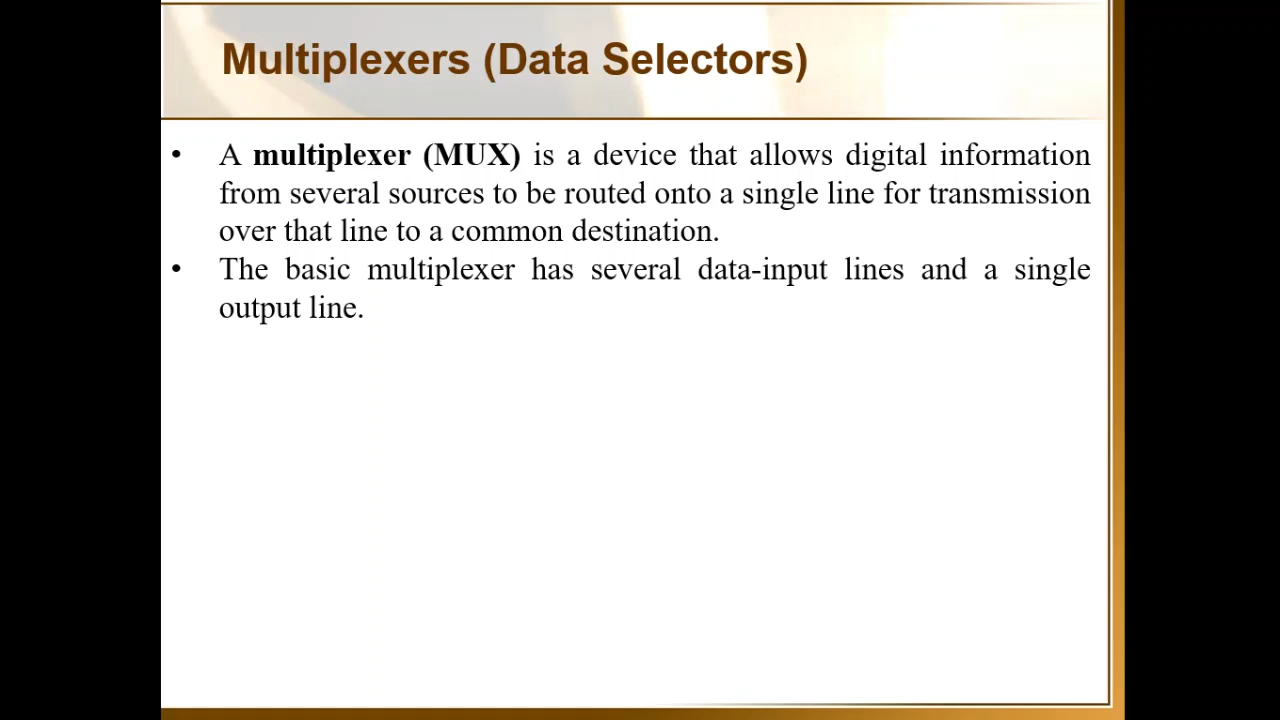 Multiplexers (Data Selectors)
• A multiplexer (MUX) is a device that allows digital information
from several sources to be routed onto a single line for transmission
over that line to a common destination.
• The basic multiplexer has several data-input lines and a single
output line.